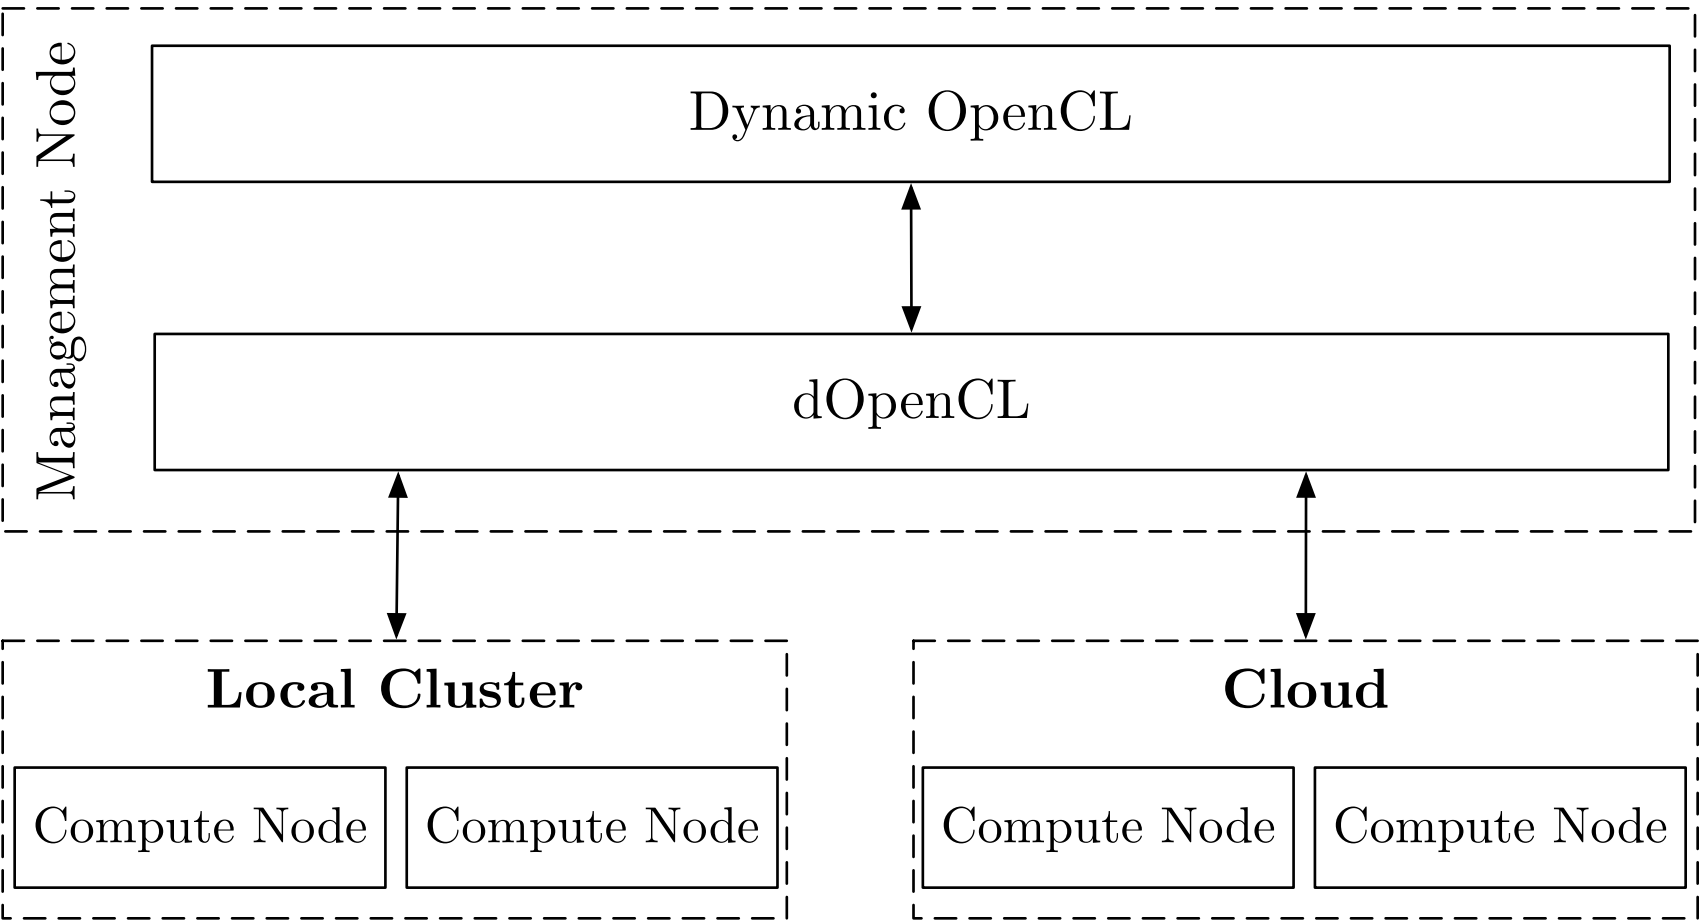 Management Node
Dynamic OpenCL
dOpenCL
Local Cluster
Compute Node
Compute Node
Cloud
Compute Node
Compute Node